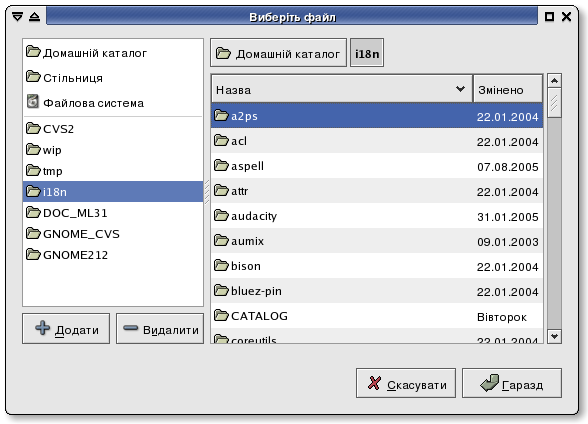 Виберіть файл
Домашній каталог
Стільниця
Файлова система
CVS2
wip
tmp
i18n
DOC_ML31
GNOME_CVS
GNOME212
Додати
Видалити
Домашній каталог
i18n
Назва
Змінено
a2ps
22.01.2004
acl
22.01.2004
aspell
07.08.2005
attr
22.01.2004
audacity
31.01.2005
aumix
09.01.2003
bison
22.01.2004
bluez-pin
22.01.2004
CATALOG
Вівторок
coreutils
22.01.2004
Скасувати
Гаразд